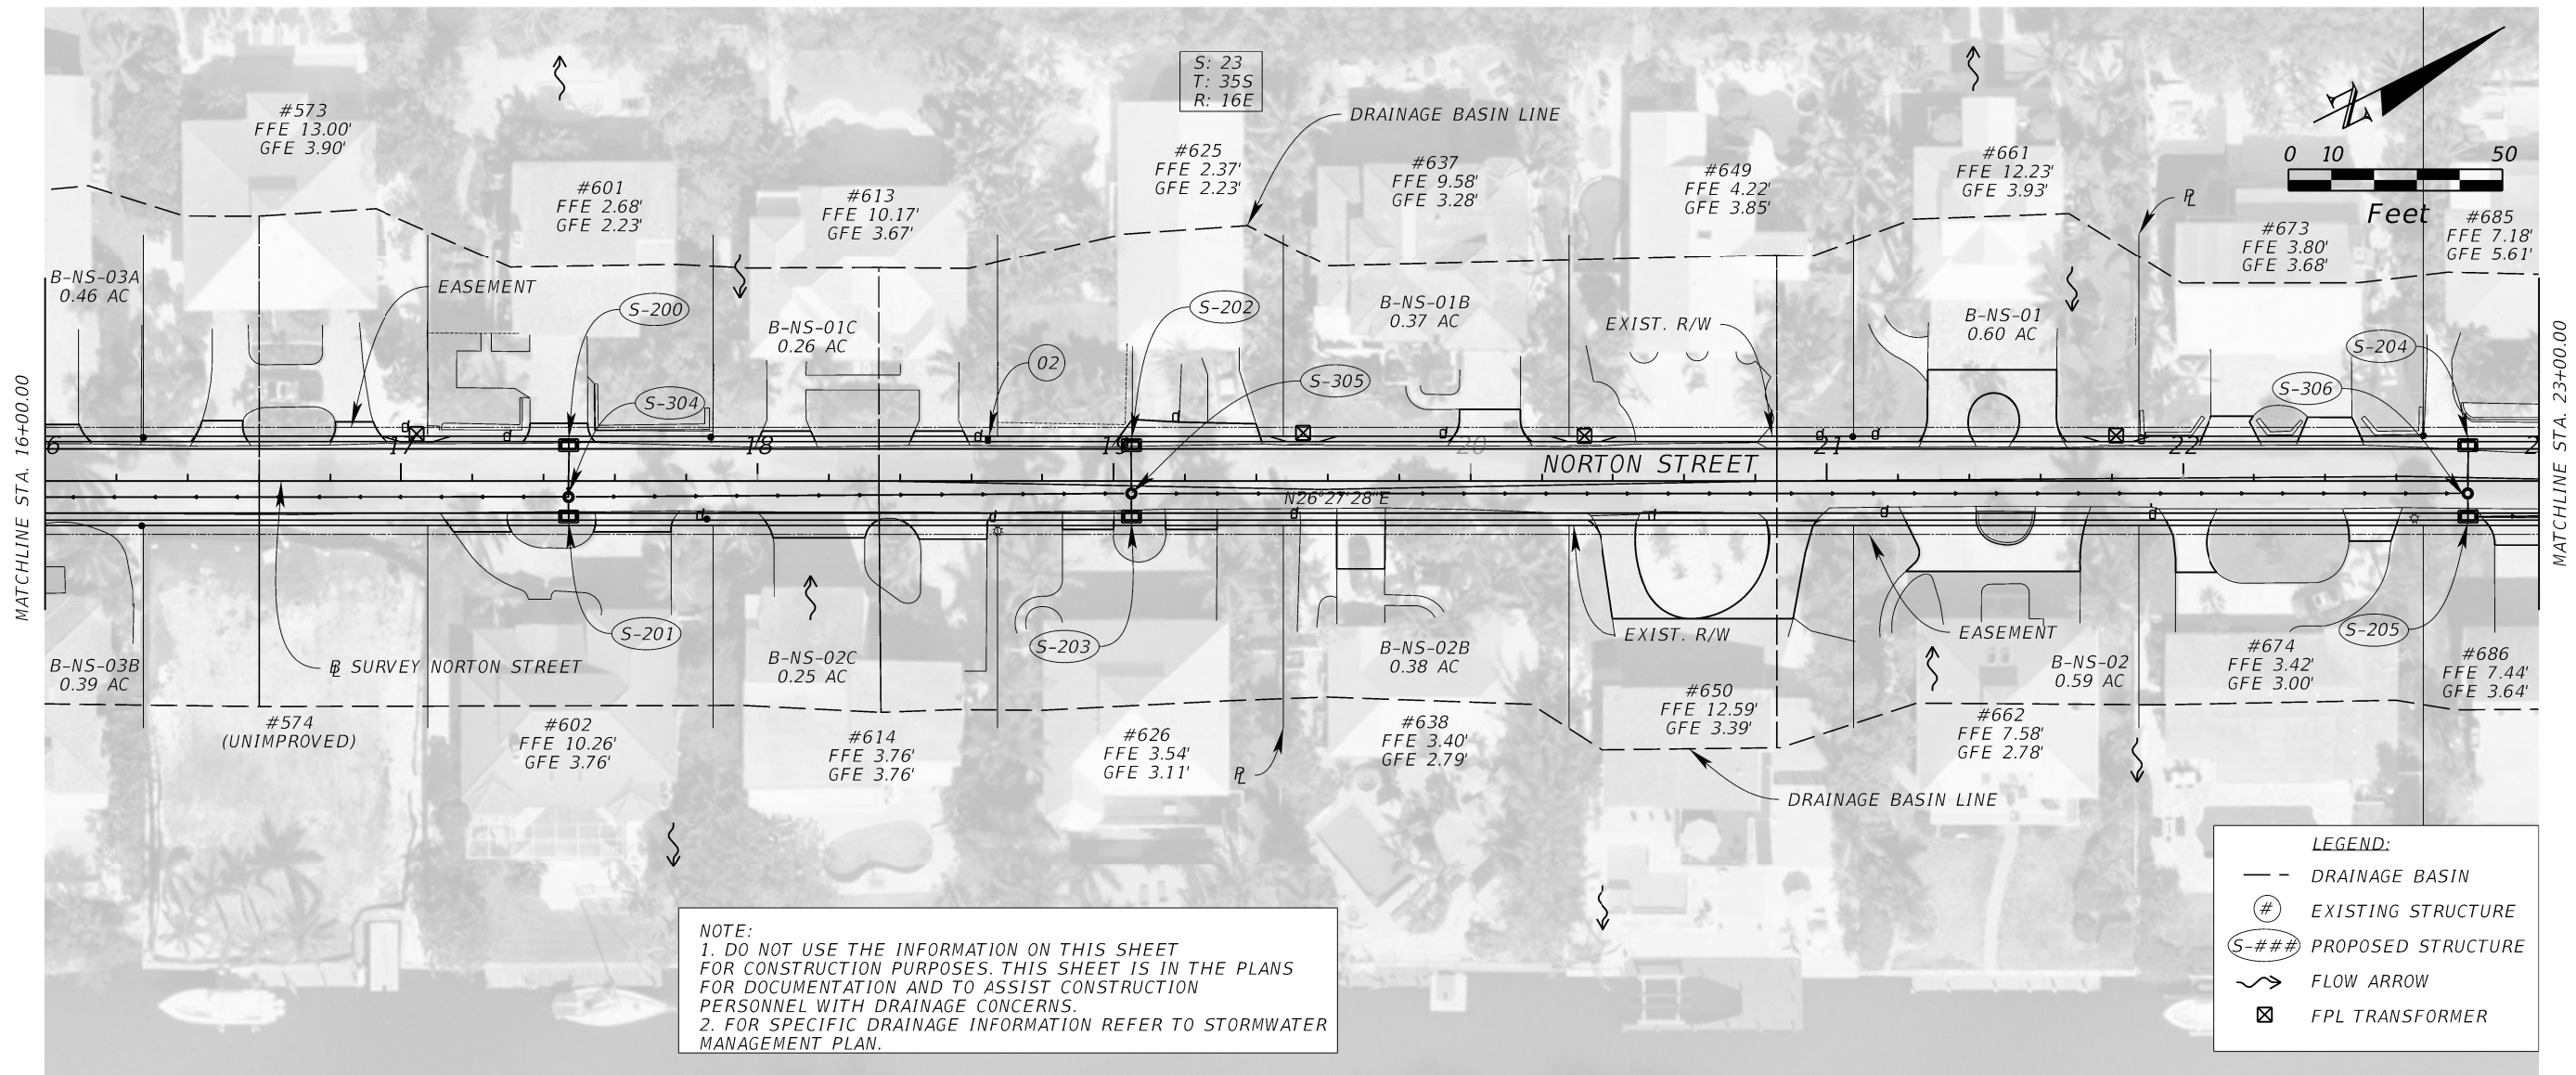 S: 23
T: 35S
R: 16E
DRAINAGE BASIN LINE
#573
FFE 13.00'
GFE 3.90'
#601
FFE 2.68'
GFE 2.23'
#613
FFE 10.17'
GFE 3.67'
#625
FFE 2.37'
GFE 2.23'
#637
FFE 9.58'
GFE 3.28'
#649
FFE 4.22'
GFE 3.85'
#661
FFE 12.23'
GFE 3.93'
PL
N
0 10 50
Feet
#673
FFE 3.80'
GFE 3.68'
#685
FFE 7.18'
GFE 5.61'
B-NS-03A
0.46 AC
EASEMENT
S-200
S-304
B-NS-01C
0.26 AC
02
S-202
S-305
B-NS-01B
0.37 AC
EXIST. R/W
B-NS-01
0.60 AC
S-204
S-306
MATCHLINE STA. 16+00.00
MATCHLINE STA. 23+00.00
6 17 18 19 20 21 22 2
NORTON STREET
N26°27'28"E
B-NS-03B
0.39 AC
BL SURVEY NORTON STREET
S-201
B-NS-02C
0.25 AC
S-203
B-NS-02B
0.38 AC
EXIST. R/W
EASEMENT
B-NS-02
0.59 AC
S-205
#574
(UNIMPROVED)
#602
FFE 10.26'
GFE 3.76'
#614
FFE 3.76'
GFE 3.76'
#626
FFE 3.54'
GFE 3.11'
PL
#638
FFE 3.40'
GFE 2.79'
#650
FFE 12.59'
GFE 3.39'
#662
FFE 7.58'
GFE 2.78'
#674
FFE 3.42'
GFE 3.00'
#686
FFE 7.44'
GFE 3.64'
DRAINAGE BASIN LINE
NOTE:
1. DO NOT USE THE INFORMATION ON THIS SHEET
FOR CONSTRUCTION PURPOSES. THIS SHEET IS IN THE PLANS
FOR DOCUMENTATION AND TO ASSIST CONSTRUCTION
PERSONNEL WITH DRAINAGE CONCERNS.
2. FOR SPECIFIC DRAINAGE INFORMATION REFER TO STORMWATER
MANAGEMENT PLAN.
LEGEND:
DRAINAGE BASIN
# EXISTING STRUCTURE
S-### PROPOSED STRUCTURE
FLOW ARROW
FPL TRANSFORMER